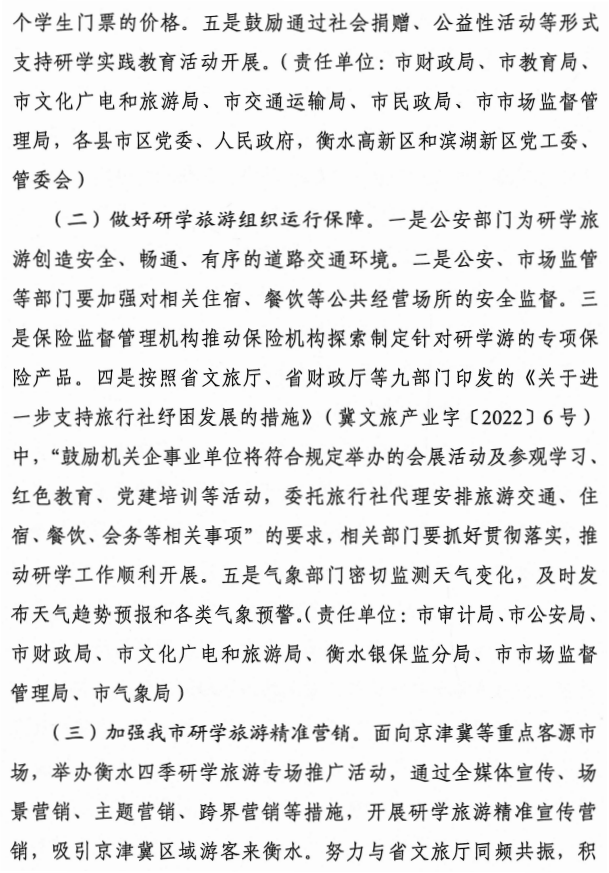 个学生门票的价格。五是鼓励通过社会捐赠、公益性活动等形式
支持研学实践教育活动开展。（责任单位：市财政局、市教育局、
市文化广电和旅游局、市交通运输局、市民政局、市市场监督管
理局，各县市区党委、人民政府，衡水高新区和滨湖新区党工委、
管委会）
（二）做好研学旅游组织运行保障。一是公安部门为研学旅
游创造安全、畅通、有序的道路交通环境。二是公安、市场监管
等部门要加强对相关住宿、餐饮等公共经营场所的安全监督。三
是保险监督管理机构推动保险机构探索制定针对研学游的专项保
险产品。四是按照省文旅厅、省财政厅等九部门印发的《关于进
一步支持旅行社纾困发展的措施》（冀文旅产业字〔2022〕6号）
中，“鼓励机关企事业单位将符合规定举办的会展活动及参观学习、
红色教育、党建培训等活动，委托旅行社代理安排旅游交通、住
宿、餐饮、会务等相关事项”的要求，相关部门要抓好贯彻落实，推
动研学工作顺利开展。五是气象部门密切监测天气变化，及时发
布天气趋势预报和各类气象预警。（责任单位：市审计局、市公安局、
市财政局、市文化广电和旅游局、衡水银保监分局、市市场监督
管理局、市气象局）
（三）加强我市研学旅游精准营销。面向京津冀等重点客源市
场，举办衡水四季研学旅游专场推广活动，通过全媒体宣传、场
景营销、主题营销、跨界营销等措施，开展研学旅游精准宣传营
销，吸引京津冀区域游客来衡水。努力与省文旅厅同频共振，积